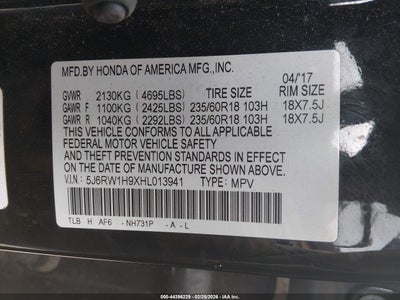 MFD.BY HONDA OF AMERICA MFG.,INC.
04/'17
GVWR 2130KG (4695LBS) TIRE SIZE RIM SIZE
GAWR F 1100KG (2425LBS) 235/60R18 103H 18X7.5J
GAWR R 1040KG (2292LBS) 235/60R18 103H 18X7.5J
THIS VEHICLE CONFORMS TO ALL APPLICABLE
FEDERAL MOTOR VEHICLE SAFETY
AND THEFT PREVENTION STANDARDS IN EFFECT
ON THE DATE OF MANUFACTURE SHOWN ABOVE.
V.I.N: 5J6RW1H9XHL013941 TYPE: MPV
TLB H AF6 -NH731P -A -L
© 44396229 - 02/28/2026 - IAA Holdings, LLC